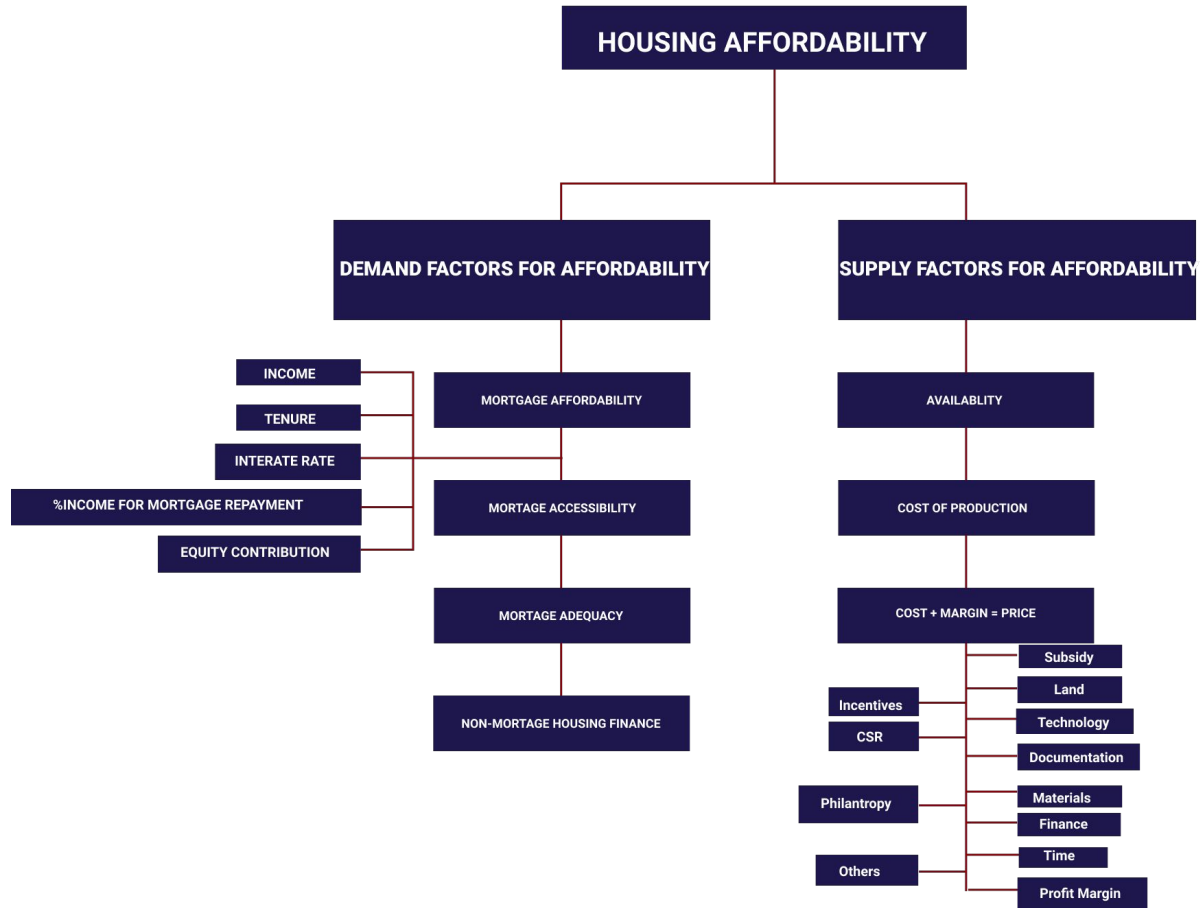 HOUSING AFFORDABILITY
DEMAND FACTORS FOR AFFORDABILITY
SUPPLY FACTORS FOR AFFORDABILITY
INCOME
TENURE
INTERATE RATE
%INCOME FOR MORTGAGE REPAYMENT
EQUITY CONTRIBUTION
MORTGAGE AFFORDABILITY
MORTAGE ACCESSIBILITY
MORTAGE ADEQUACY
NON-MORTAGE HOUSING FINANCE
AVAILABLITY
COST OF PRODUCTION
COST + MARGIN = PRICE
Incentives
CSR
Philantropy
Others
Subsidy
Land
Technology
Documentation
Materials
Finance
Time
Profit Margin